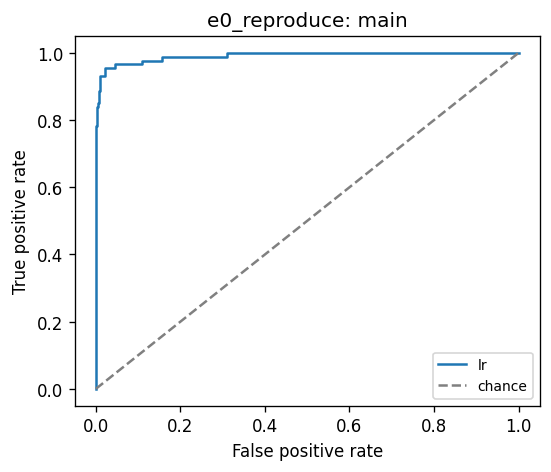 e0_reproduce: main
True positive rate
1.0
0.8
0.6
0.4
0.2
0.0
0.0 0.2 0.4 0.6 0.8 1.0
False positive rate
lr
chance